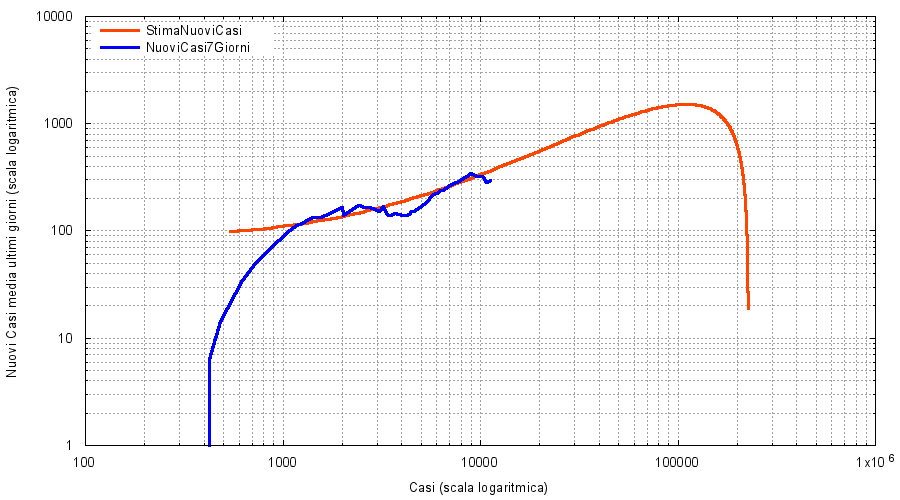 10000
1000
100
10
1
StimaNuoviCasi
NuoviCasi7Giorni
Nuovi Casi media ultimi giorni (scala logaritmica)
100 1000 10000 100000 1x10 6
Casi (scala logaritmica)